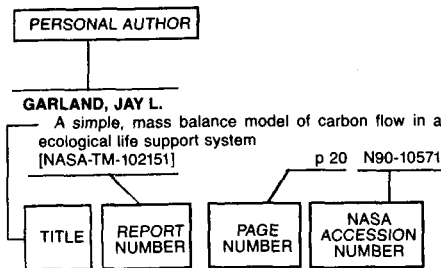 PERSONAL AUTHOR
GARLAND, JAY L.
A simple, mass balance model of carbon flow in a
ecological life support system
[NASA-TM-102151] p 20 N90-10571
TITLE
REPORT
NUMBER
PAGE
NUMBER
NASA
ACCESSION
NUMBER